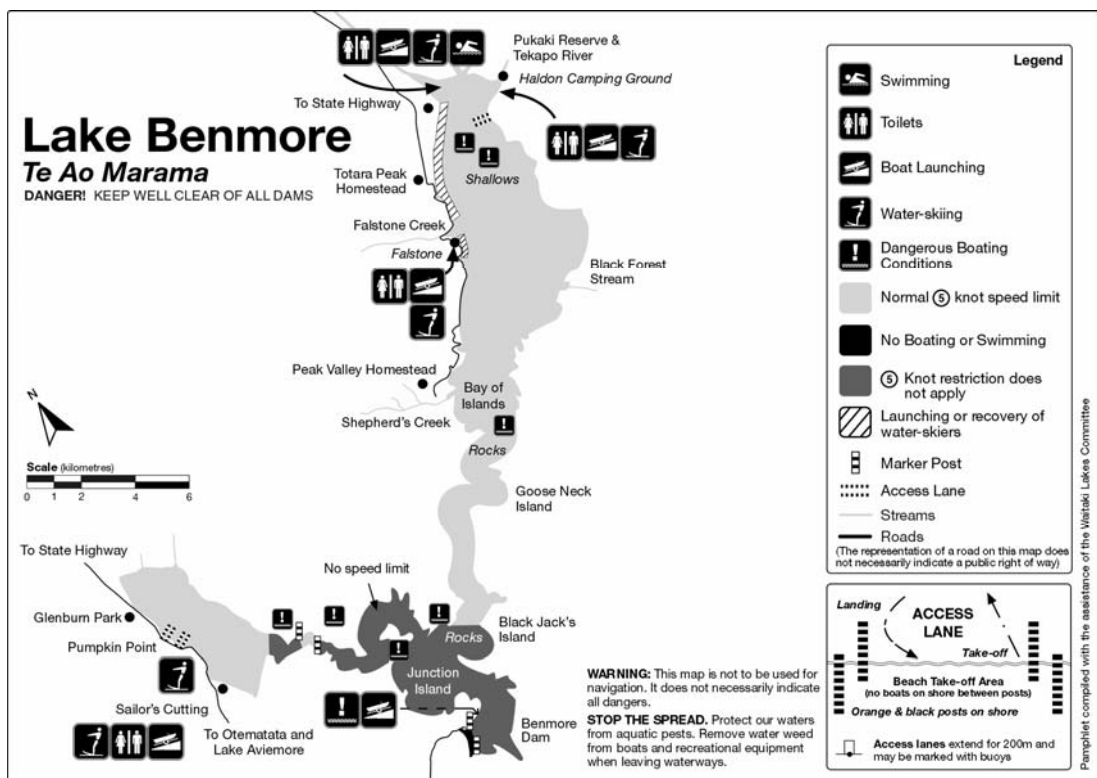 Lake Benmore
Te Ao Marama
DANGER! KEEP WELL CLEAR OF ALL DAMS
Pukaki Reserve &
Tekapo River
Haldon Camping Ground
To State Highway
Shallows
Totara Peak
Homestead
Falstone Creek
Falstone
Black Forest
Stream
Peak Valley Homestead
Bay of
Islands
Shepherd's Creek
Rocks
Goose Neck
Island
N
Scale (kilometres)
0 1 2 4 6
To State Highway
No speed limit
Glenburn Park
Pumpkin Point
Black Jack's
Island
Rocks
Junction
Island
Sailor's Cutting
To Otematata and
Lake Aviemore
Benmore
Dam
WARNING: This map is not to be used for
navigation. It does not necessarily indicate
all dangers.
STOP THE SPREAD. Protect our waters
from aquatic pests. Remove water weed
from boats and recreational equipment
when leaving waterways.
Legend
Swimming
Toilets
Boat Launching
Water-skiing
Dangerous Boating
Conditions
Normal 5 knot speed limit
No Boating or Swimming
5 Knot restriction does
not apply
Launching or recovery of
water-skiers
Marker Post
Access Lane
Streams
Roads
(The representation of a road on this map does
not necessarily indicate a public right of way)
Landing
ACCESS
LANE
Take-off
Beach Take-off Area
(no boats on shore between posts)
Orange & black posts on shore
Access lanes extend for 200m and
may be marked with buoys
Pamphlet compiled with the assistance of the Waitaki Lakes Committee